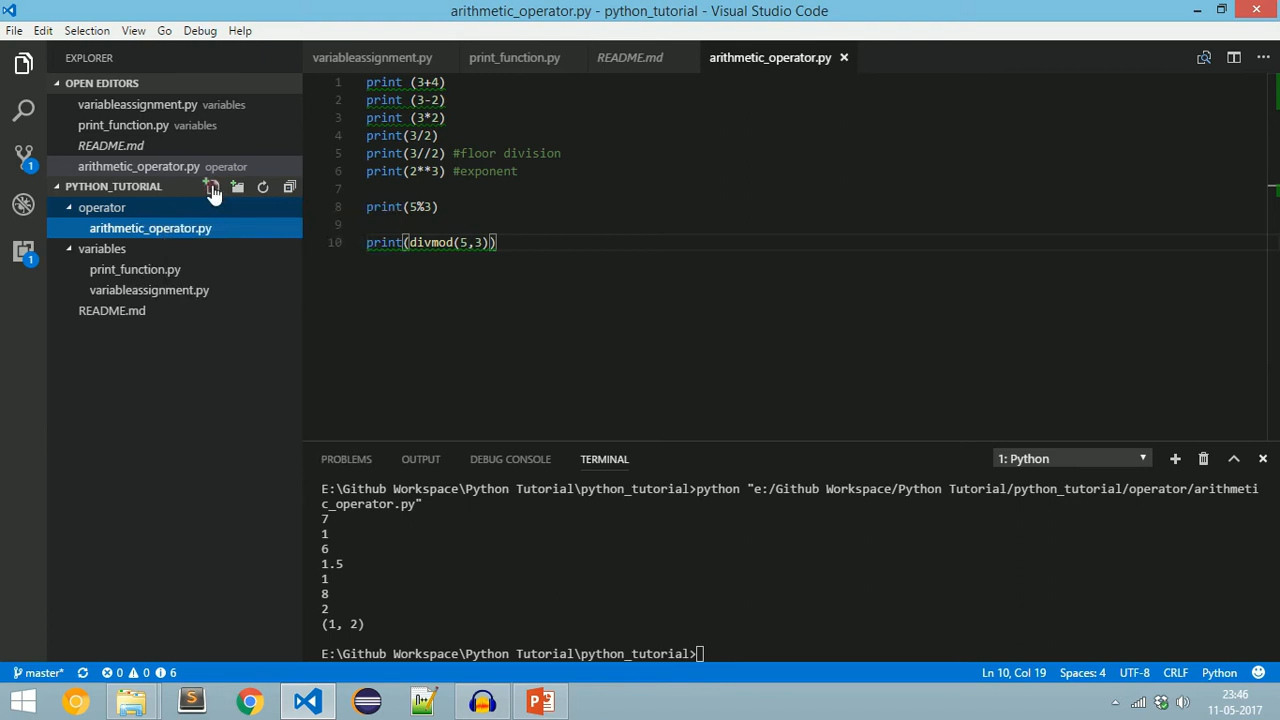 arithmetic_operator.py - python_tutorial - Visual Studio Code
File Edit Selection View Go Debug Help
EXPLORER
OPEN EDITORS
variableassignment.py variables
print_function.py variables
README.md
arithmetic_operator.py operator
PYTHON_TUTORIAL
operator
arithmetic_operator.py
variables
print_function.py
variableassignment.py
README.md
1
1
variableassignment.py print_function.py README.md arithmetic_operator.py
1 print (3+4)
2 print (3-2)
3 print (3*2)
4 print(3/2)
5 print(3//2) #floor division
6 print(2**3) #exponent
7
8 print(5%3)
9
10 print(divmod(5,3))
PROBLEMS OUTPUT DEBUG CONSOLE TERMINAL 1: Python
E:\Github Workspace\Python Tutorial\python_tutorial>python "e:/Github Workspace/Python Tutorial/python_tutorial/operator/arithmeti
c_operator.py"
7
1
6
1.5
1
8
2
(1, 2)
E:\Github Workspace\Python Tutorial\python_tutorial>
master* 0 0 6 Ln 10, Col 19 Spaces: 4 UTF-8 CRLF Python
23:46
11-05-2017